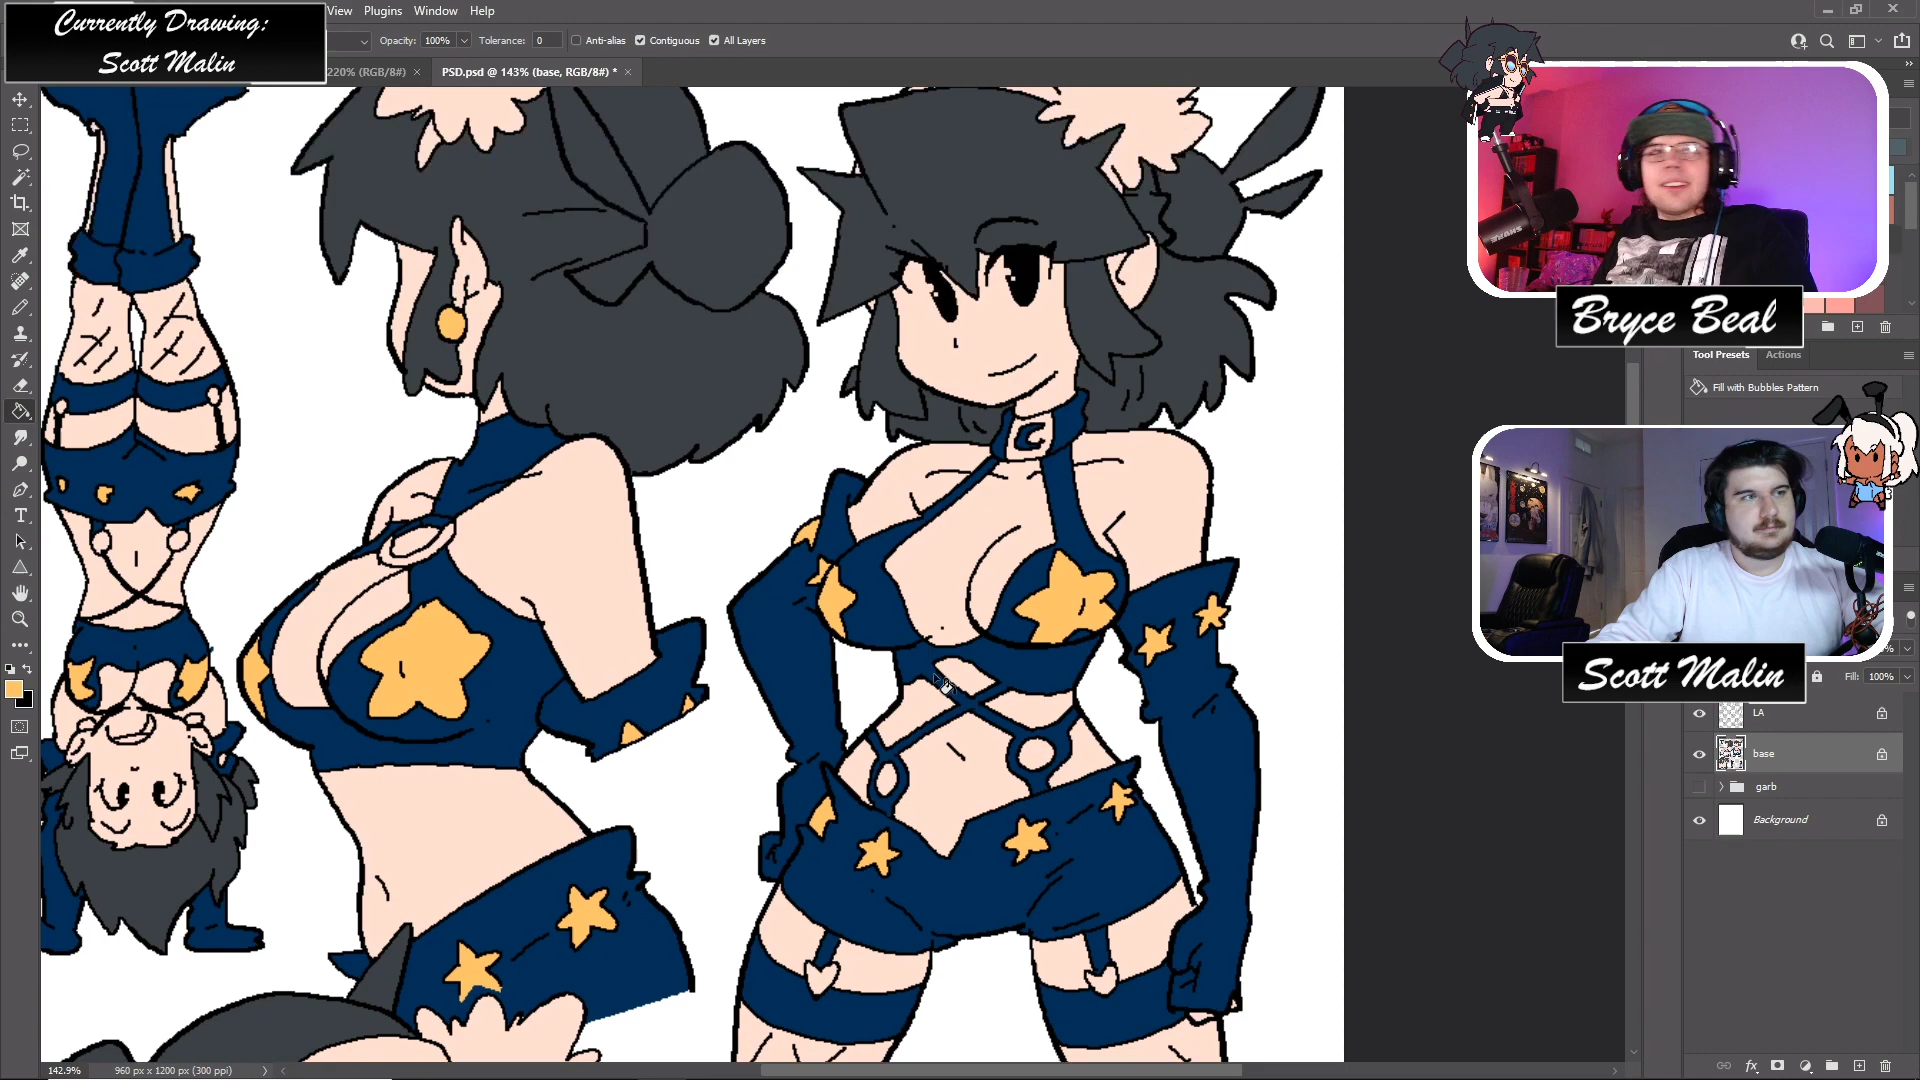 Currently Drawing:
Scott Malin
View Plugins Window Help
Opacity: 100% Tolerance: 0 Anti-alias Contiguous All Layers
220% (RGB/8#) × PSD.psd @ 143% (base, RGB/8#) * ×
SHURE
Bryce Beal
Tool Presets Actions
Fill with Bubbles Pattern
C
Scott Malin
Fill: 100%
LA
base
garb
Background
142.9% 960 px x 1200 px (300 ppi)